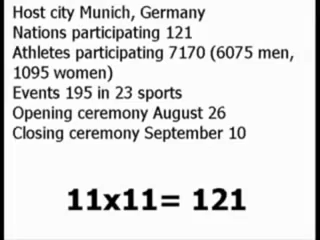 Host city Munich, Germany
Nations participating 121
Athletes participating 7170 (6075 men,
1095 women)
Events 195 in 23 sports
Opening ceremony August 26
Closing ceremony September 10
11x11= 121